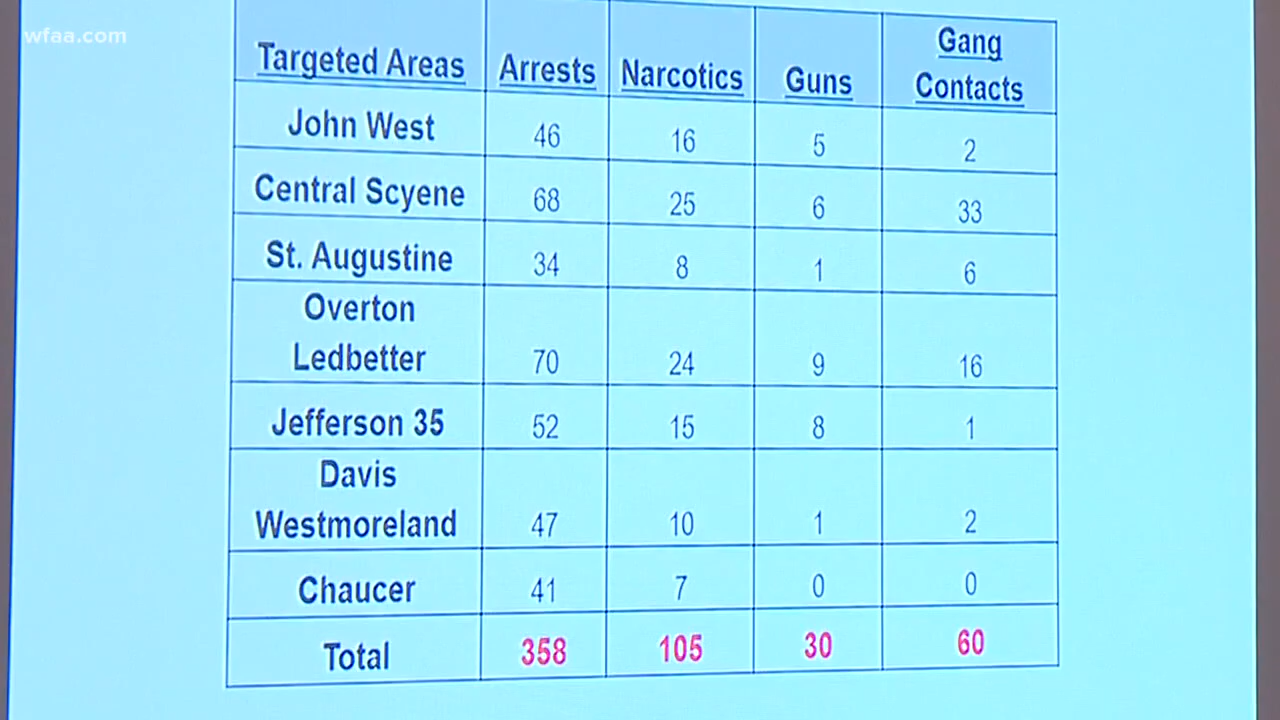 wfaa.com
Targeted Areas Arrests Narcotics Guns Gang Contacts
John West 46 16 5 2
Central Scyene 68 25 6 33
St. Augustine 34 8 1 6
Overton
Ledbetter 70 24 9 16
Jefferson 35 52 15 8 1
Davis
Westmoreland 47 10 1 2
Chaucer 41 7 0 0
Total 358 105 30 60